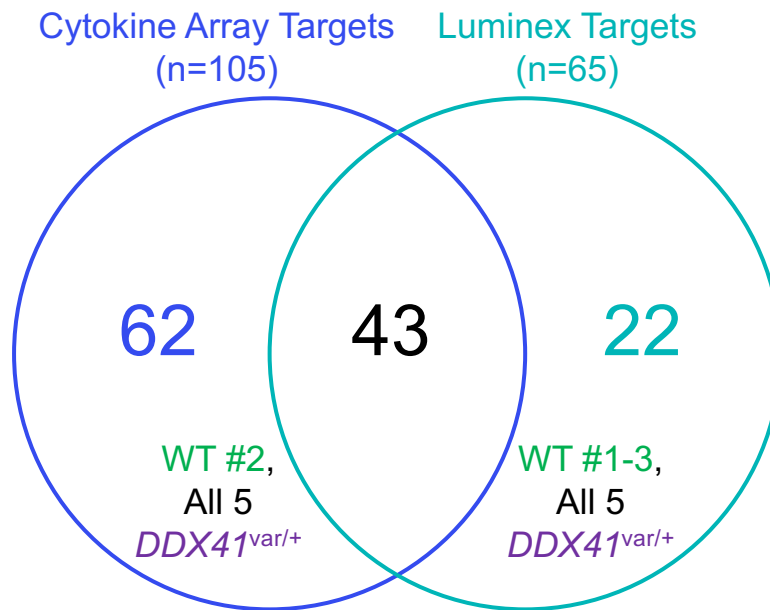 Cytokine Array Targets
(n=105)
Luminex Targets
(n=65)
62
43
22
WT #2,
All 5
DDX41var/+
WT #1-3,
All 5
DDX41var/+